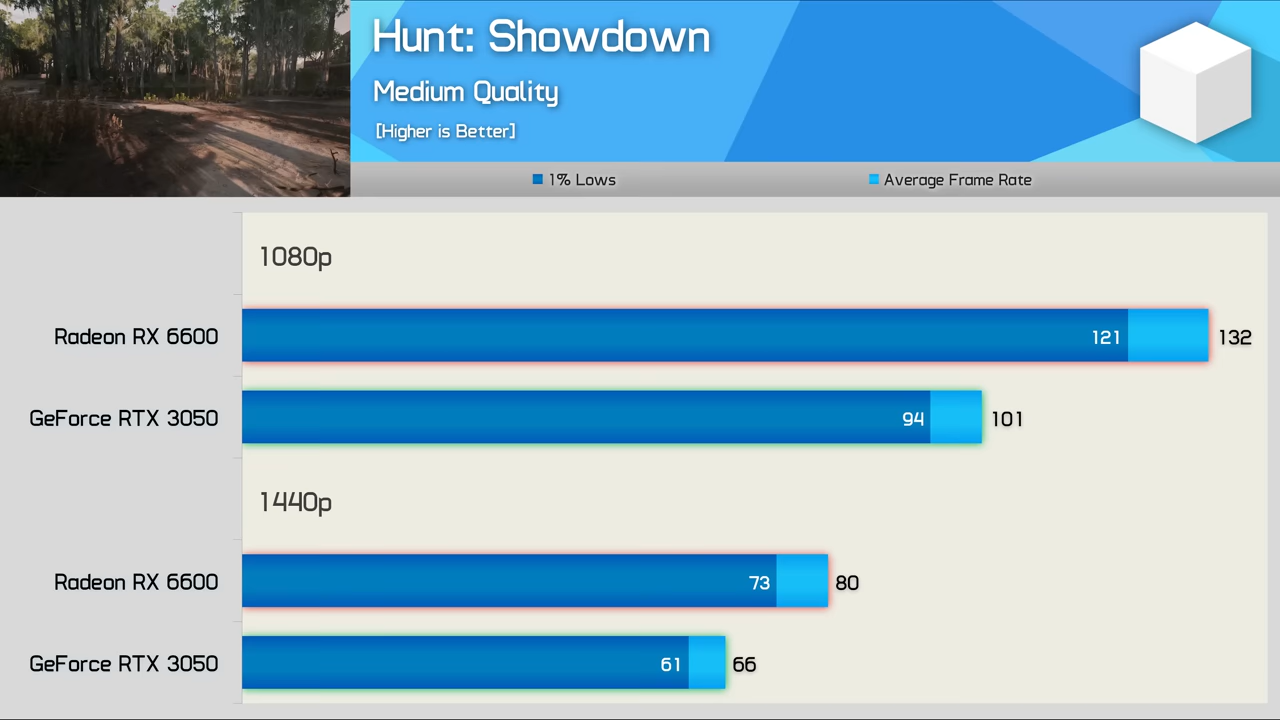 Hunt: Showdown
Medium Quality
[Higher is Better]
1% Lows Average Frame Rate
1080p
Radeon RX 6600 121 132
GeForce RTX 3050 94 101
1440p
Radeon RX 6600 73 80
GeForce RTX 3050 61 66